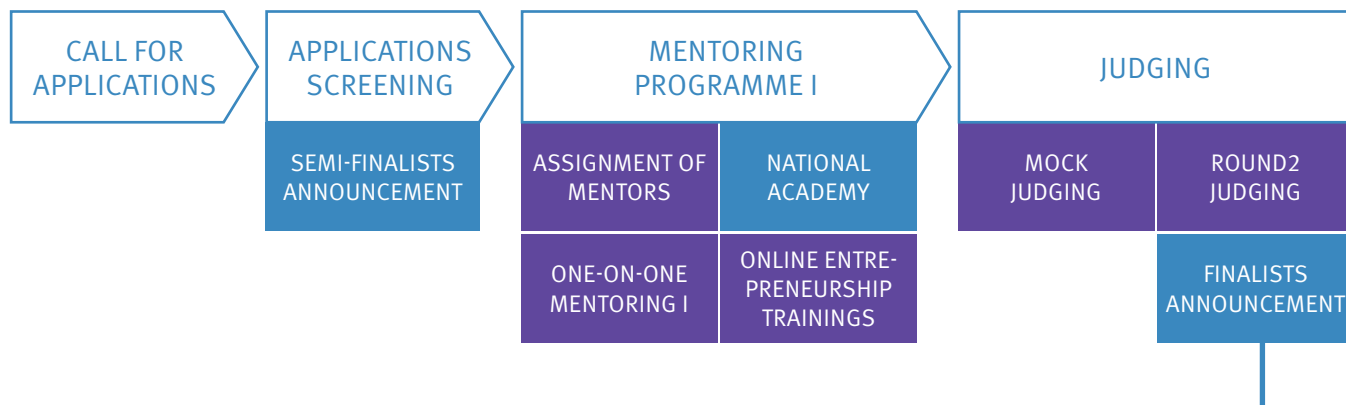 CALL FOR
APPLICATIONS
APPLICATIONS
SCREENING
MENTORING
PROGRAMME I
JUDGING
SEMI-FINALISTS
ANNOUNCEMENT
ASSIGNMENT OF
MENTORS
NATIONAL
ACADEMY
MOCK
JUDGING
ROUND2
JUDGING
ONE-ON-ONE
MENTORING I
ONLINE ENTRE-
PRENEURSHIP
TRAININGS
FINALISTS
ANNOUNCEMENT